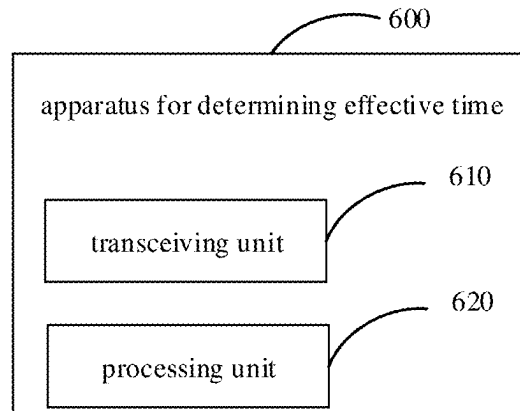 600
apparatus for determining effective time
610
transceiving unit
620
processing unit